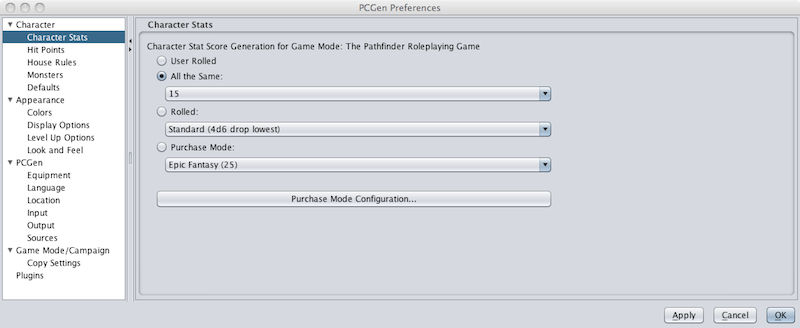 PCGen Preferences
Character
Character Stats
Hit Points
House Rules
Monsters
Defaults
Appearance
Colors
Display Options
Level Up Options
Look and Feel
PCGen
Equipment
Language
Location
Input
Output
Sources
Game Mode/Campaign
Copy Settings
Plugins
Character Stats
Character Stat Score Generation for Game Mode: The Pathfinder Roleplaying Game
User Rolled
All the Same:
15
Rolled:
Standard (4d6 drop lowest)
Purchase Mode:
Epic Fantasy (25)
Purchase Mode Configuration...
Apply
Cancel
OK